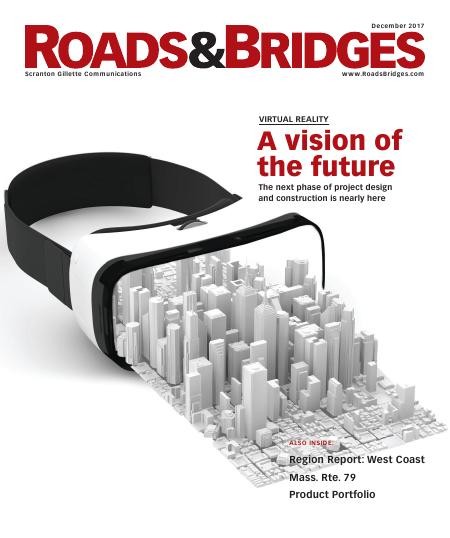 December 2017
ROADS&BRIDGES
Scranton Gillette Communications
www.RoadsBridges.com
VIRTUAL REALITY
A vision of
the future
The next phase of project design
and construction is nearly here
ALSO INSIDE:
Region Report: West Coast
Mass. Rte. 79
Product Portfolio